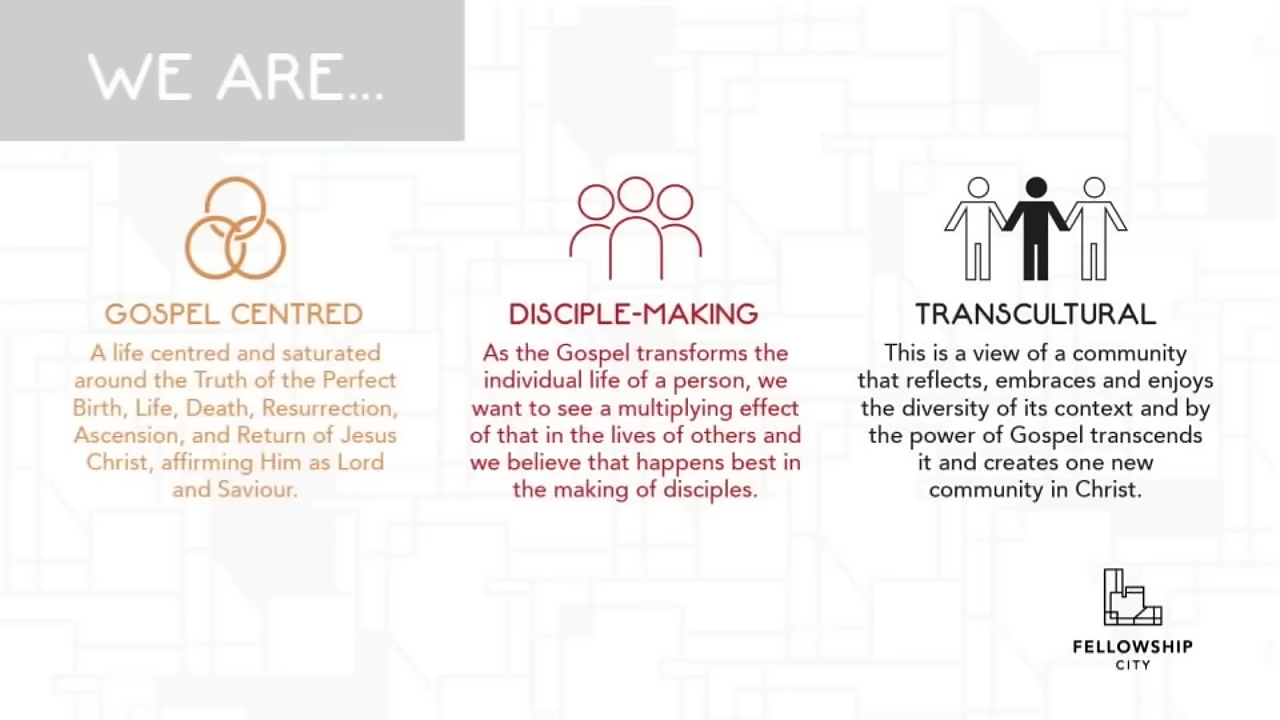 WE ARE...
GOSPEL CENTRED
A life centred and saturated
around the Truth of the Perfect
Birth, Life, Death, Resurrection,
Ascension, and Return of Jesus
Christ, affirming Him as Lord
and Saviour.
DISCIPLE-MAKING
As the Gospel transforms the
individual life of a person, we
want to see a multiplying effect
of that in the lives of others and
we believe that happens best in
the making of disciples.
TRANSCULTURAL
This is a view of a community
that reflects, embraces and enjoys
the diversity of its context and by
the power of Gospel transcends
it and creates one new
community in Christ.
FELLOWSHIP
CITY